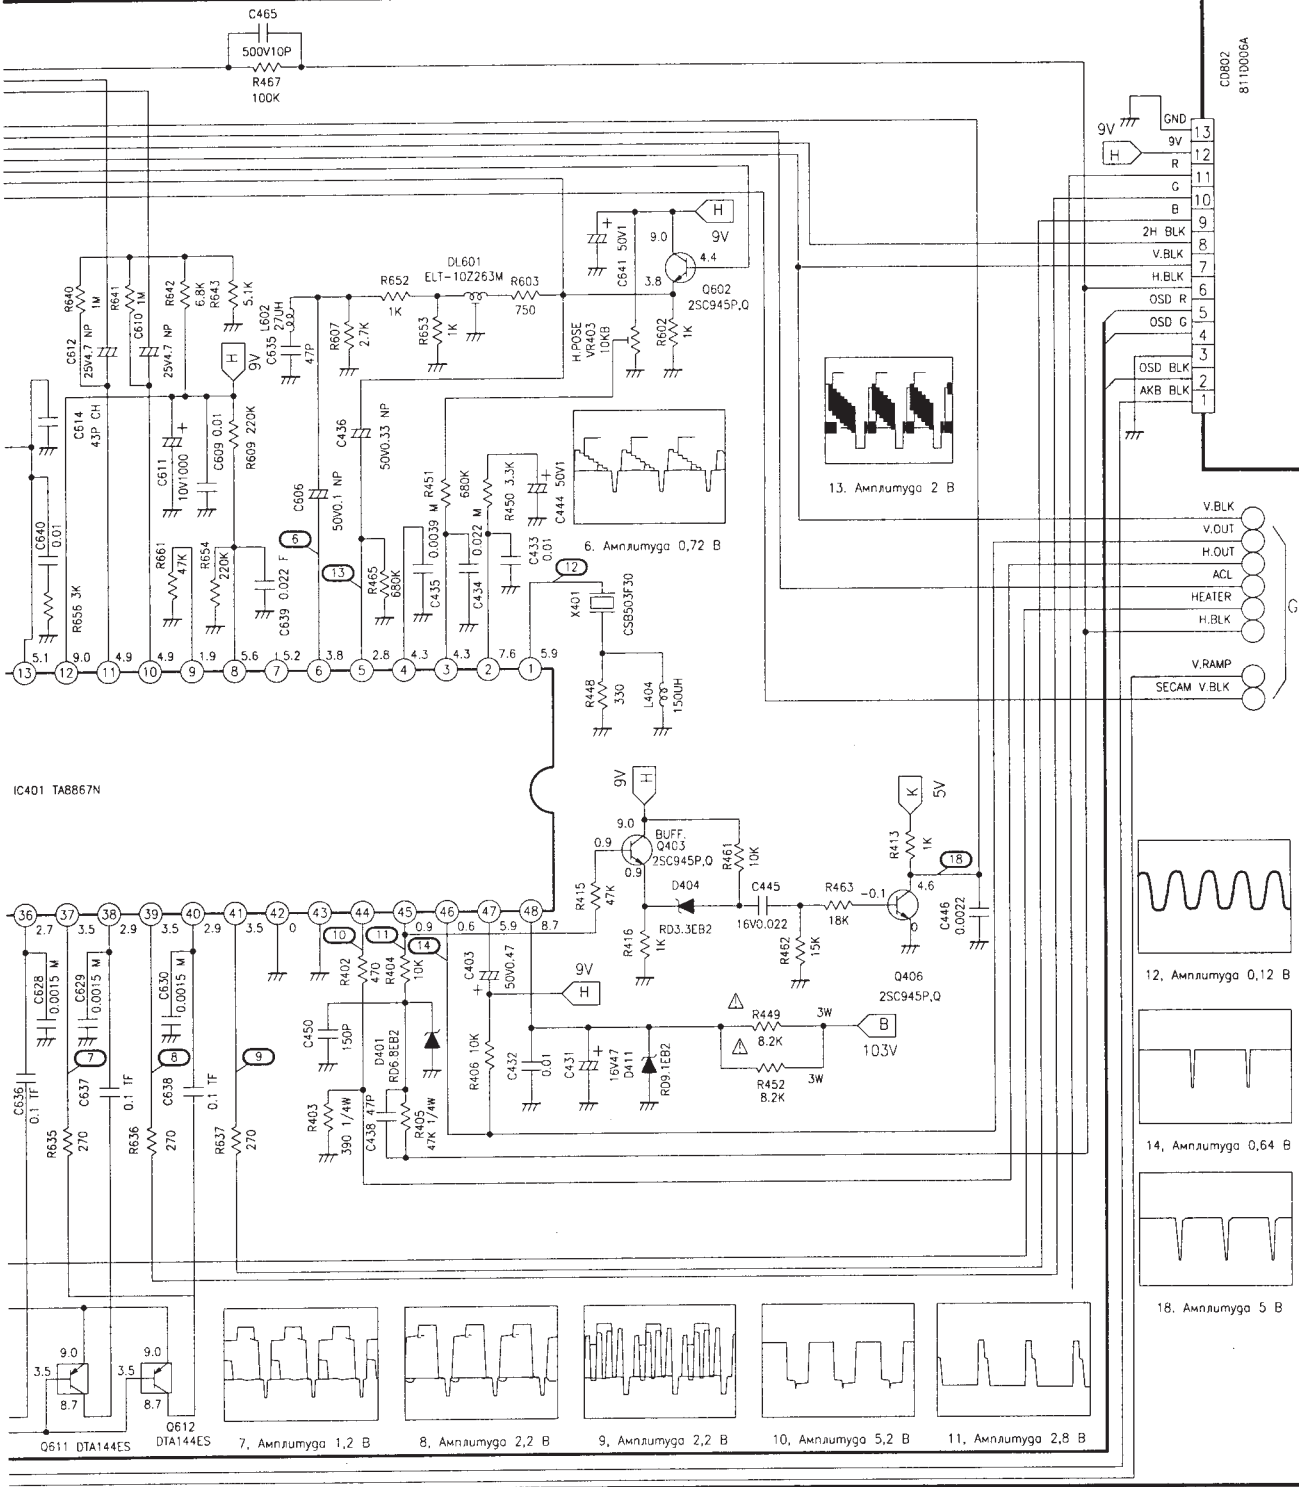 C465
500V10P
R467
100K
CD802
811D006A
GND
13
9V
H
9V
12
R
11
G
10
B
9
2H BLK
8
V.BLK
7
H.BLK
6
OSD R
5
OSD G
4
3
OSD BLK
2
AKB BLK
1
R640
1M
R641
C610 1M
R642
6.8K
R643
5.1K
C612
25V4.7 NP
25V4.7 NP
L602
27UH
C635
47P
H
9V
R607
2.7K
R652
1K
R653
1K
DL601
ELT-10Z263M
R603
750
C641 50V1
H
9V
9.0
4.4
3.8
Q602
2SC945P,Q
H.POSE
VR403
10KB
R602
1K
C614
43P CH
C611
10V1000
C609 0.01
R609 220K
C640
0.01
R656 3K
R661
47K
R654
220K
C639 0.022 F
C606
50V0.1 NP
C436
50V0.33 NP
6
13
R465
680K
C435
0.0039 M
R451
680K
C434
0.022 M
R450 3.3K
C444 50V1
C433
0.01
12
X401
CSB503F30
R448
330
L404
150UH
6. Амплитуда 0,72 В
13. Амплитуда 2 В
V.BLK
V.OUT
H.OUT
ACL
HEATER
H.BLK
V.RAMP
SECAM V.BLK
G
5.1 9.0 4.9 4.9 1.9 5.6 5.2 3.8 2.8 4.3 4.3 7.6 5.9
13 12 11 10 9 8 7 6 5 4 3 2 1
IC401 TA8867N
9V
H
9.0
BUFF.
Q403
2SC945P,Q
0.9
0.9
R461
10K
R415
47K
D404
RD3.3EB2
R416
1K
C445
16V0.022
R462
15K
R463
18K
-0.1
K
5V
R413
1K
18
4.6
0
C446
0.0022
Q406
2SC945P,Q
36 37 38 39 40 41 42 43 44 45 46 47 48
2.7 3.5 2.9 3.5 2.9 3.5 0 0.9 0.6 5.9 8.7
10
11
14
C628
0.0015 M
C629
0.0015 M
C630
0.0015 M
7
8
9
C636
0.1 TF
C637
0.1 TF
C638
0.1 TF
R635
270
R636
270
R637
270
R402
470
R404
10K
C450
150P
D401
RD6.8EB2
R403
390 1/4W
C438 47P
R405
47K 1/4W
C403
50V0.47
R406 10K
9V
H
C432
0.01
C431
16V47
D411
RD9.1EB2
R449
8.2K
3W
R452
8.2K
3W
B
103V
12, Амплитуда 0,12 В
14, Амплитуда 0,64 В
18. Амплитуда 5 В
9.0
3.5
8.7
Q611 DTA144ES
9.0
3.5
8.7
Q612
DTA144ES
7, Амплитуда 1,2 В
8, Амплитуда 2,2 В
9, Амплитуда 2,2 В
10, Амплитуда 5,2 В
11, Амплитуда 2,8 В